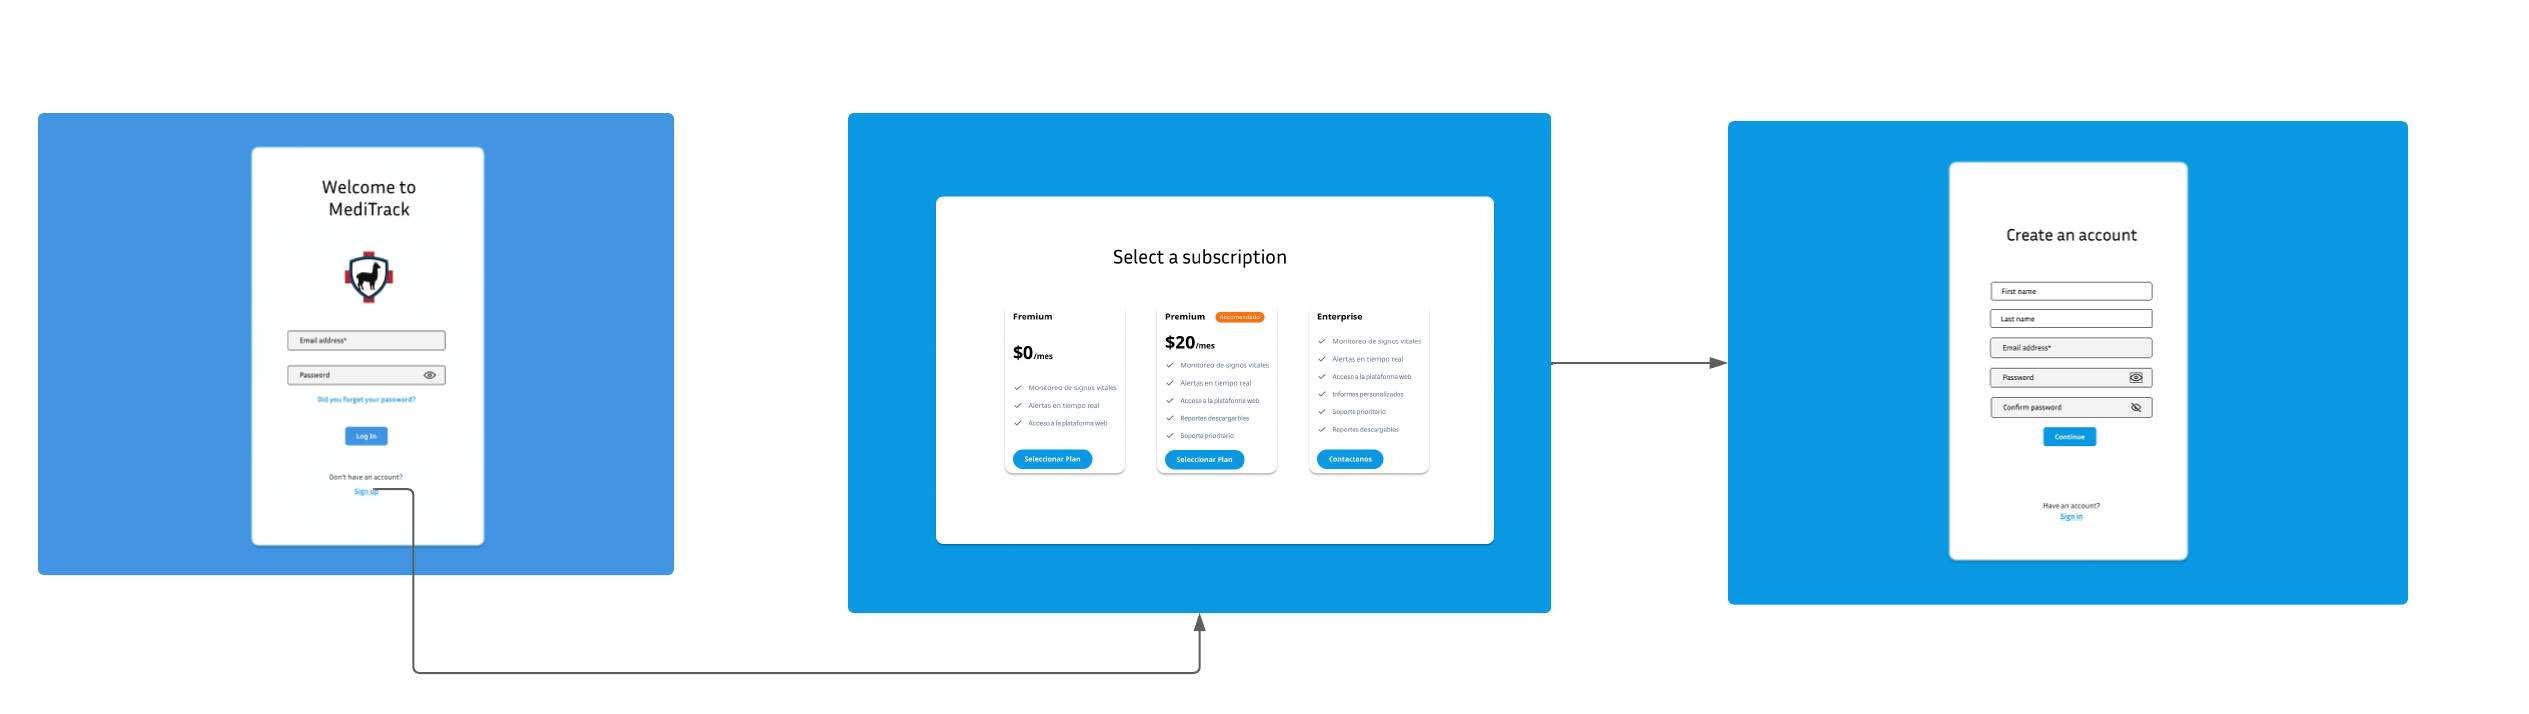 Welcome to
MediTrack
Email address*
Password
Did you forget your password?
Log In
Don't have an account?
Sign up
Select a subscription
Fremium
$0/mes
Monitoreo de signos vitales
Alertas en tiempo real
Acceso a la plataforma web
Seleccionar Plan
Premium
Recomendado
$20/mes
Monitoreo de signos vitales
Alertas en tiempo real
Acceso a la plataforma web
Reportes descargarbles
Soporte prioritario
Seleccionar Plan
Enterprise
Monitoreo de signos vitales
Alertas en tiempo real
Acceso a la plataforma web
Informes personalizados
Soporte prioritario
Reportes descargables
Contactanos
Create an account
First name
Last name
Email address*
Password
Confirm password
Continue
Have an account?
Sign in